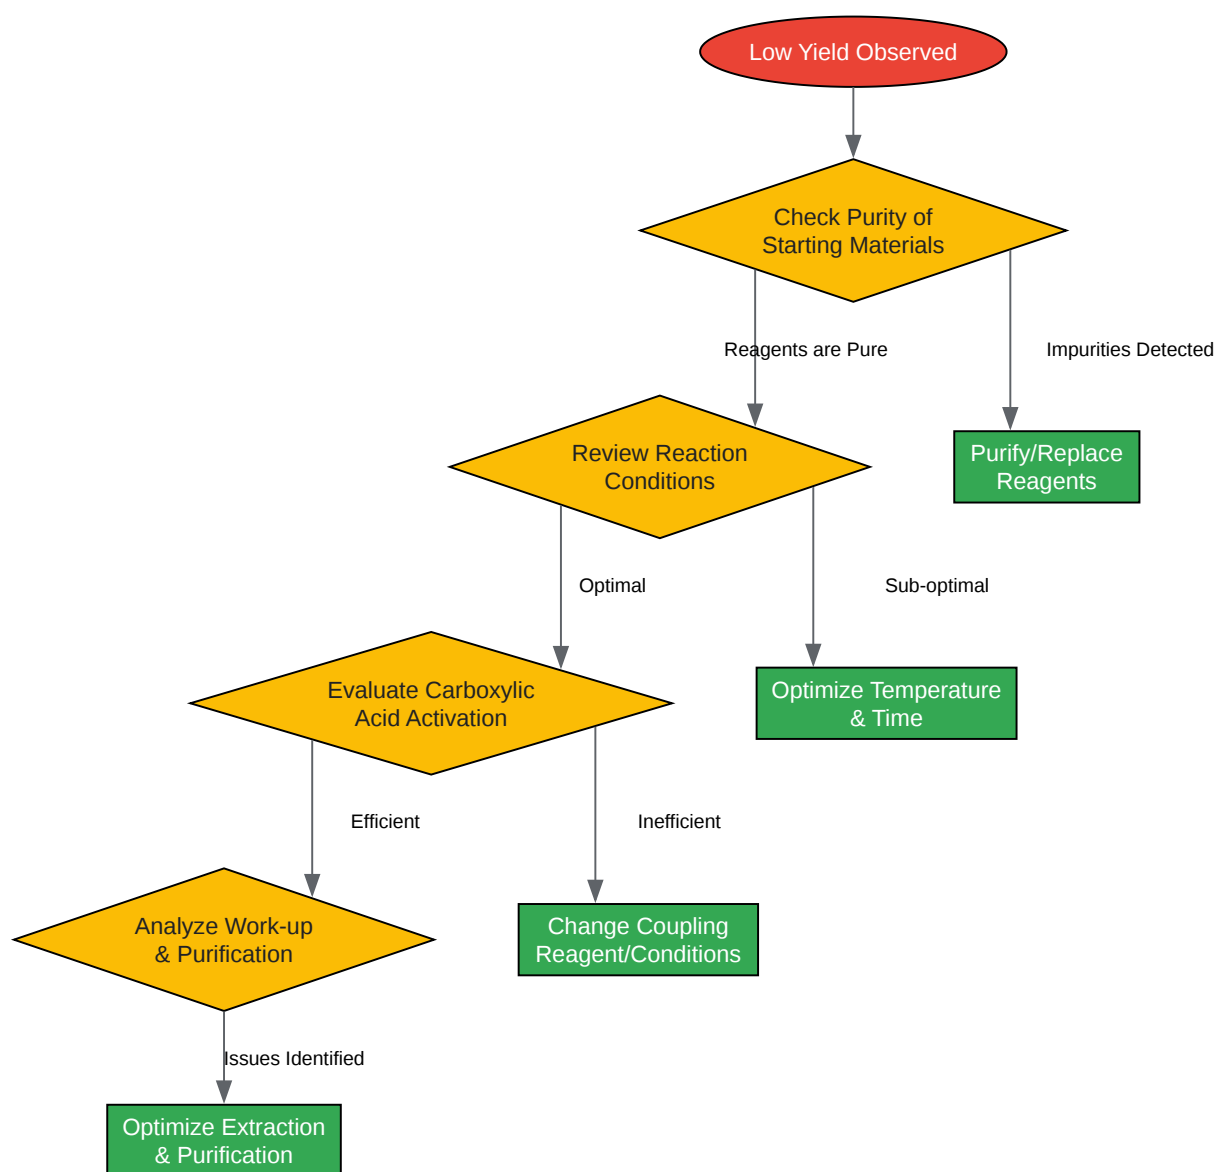 Low Yield Observed
Check Purity of
Starting Materials
Reagents are Pure
Impurities Detected
Review Reaction
Conditions
Purify/Replace
Reagents
Optimal
Sub-optimal
Evaluate Carboxylic
Acid Activation
Optimize Temperature
& Time
Efficient
Inefficient
Analyze Work-up
& Purification
Change Coupling
Reagent/Conditions
Issues Identified
Optimize Extraction
& Purification